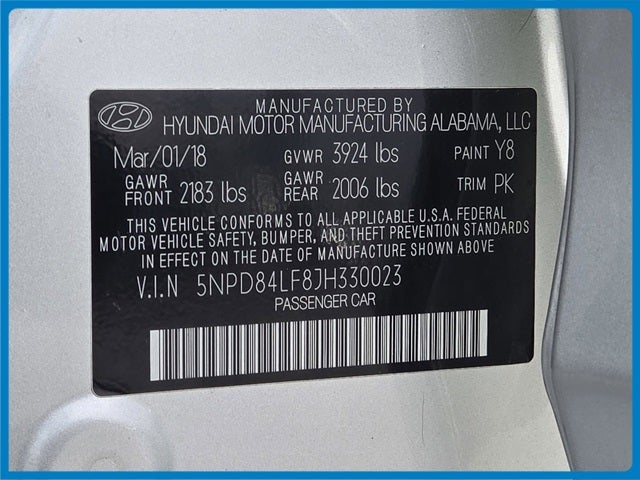 MANUFACTURED BY
HYUNDAI MOTOR MANUFACTURING ALABAMA, LLC
Mar/01/18 GVWR 3924 lbs PAINT Y8
GAWR FRONT 2183 lbs GAWR REAR 2006 lbs TRIM PK
THIS VEHICLE CONFORMS TO ALL APPLICABLE U.S.A. FEDERAL
MOTOR VEHICLE SAFETY, BUMPER, AND THEFT PREVENTION STANDARDS
IN EFFECT ON THE DATE OF MANUFACTURE SHOWN ABOVE
V.I.N 5NPD84LF8JH330023
PASSENGER CAR